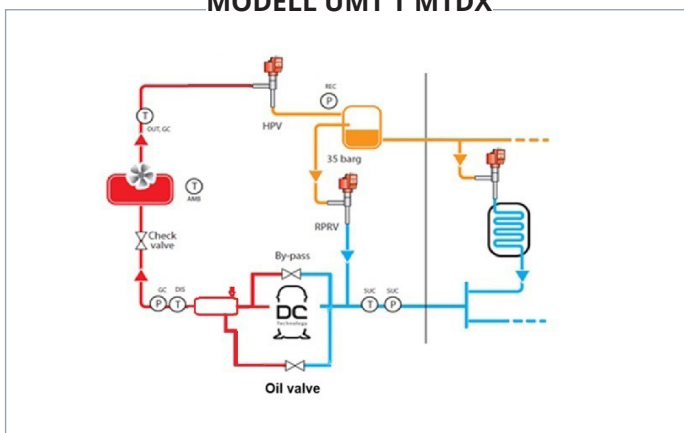 MODELL UMT 1 MTDX
REC
P
T
OUT, GC
HPV
35 barg
T
AMB
RPRV
Check
valve
By-pass
GC
DIS
P
T
SUC
SUC
T
P
DC
Technology
Oil valve